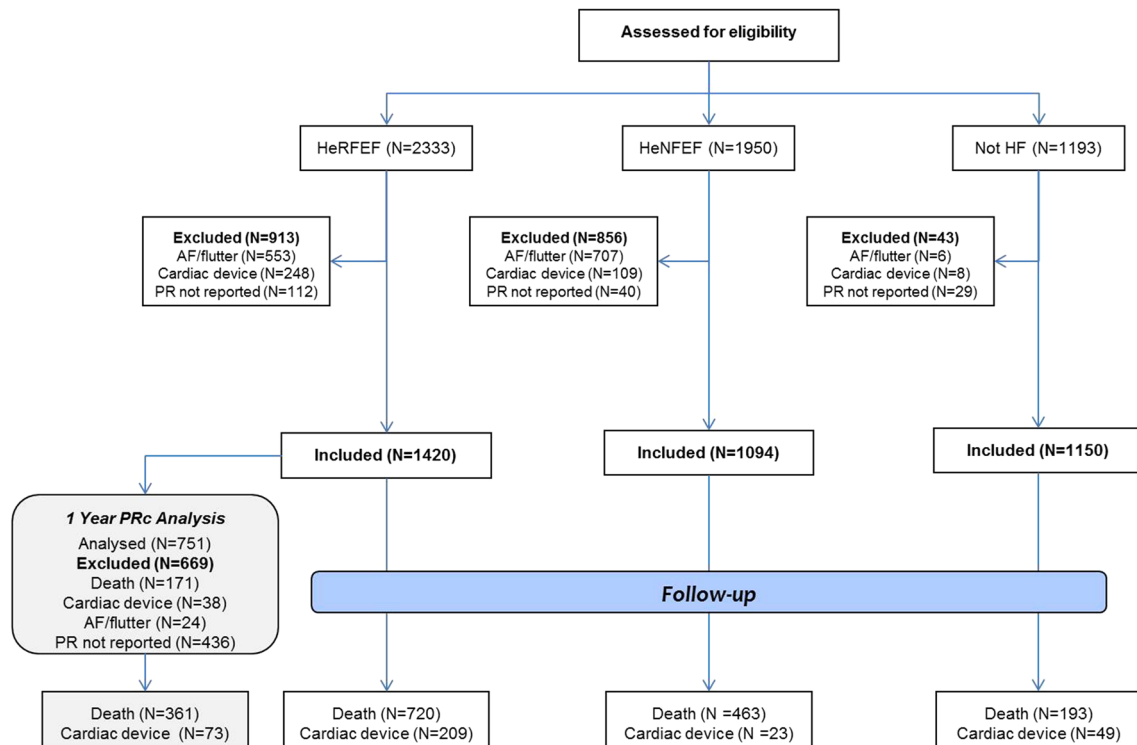 Assessed for eligibility
HeRFEF (N=2333)
HeNFEF (N=1950)
Not HF (N=1193)
Excluded (N=913)
AF/flutter (N=553)
Cardiac device (N=248)
PR not reported (N=112)
Excluded (N=856)
AF/flutter (N=707)
Cardiac device (N=109)
PR not reported (N=40)
Excluded (N=43)
AF/flutter (N=6)
Cardiac device (N=8)
PR not reported (N=29)
Included (N=1420)
Included (N=1094)
Included (N=1150)
1 Year PRc Analysis
Analysed (N=751)
Excluded (N=669)
Death (N=171)
Cardiac device (N=38)
AF/flutter (N=24)
PR not reported (N=436)
Follow-up
Death (N=361)
Cardiac device (N=73)
Death (N=720)
Cardiac device (N=209)
Death (N =463)
Cardiac device (N =23)
Death (N=193)
Cardiac device (N=49)